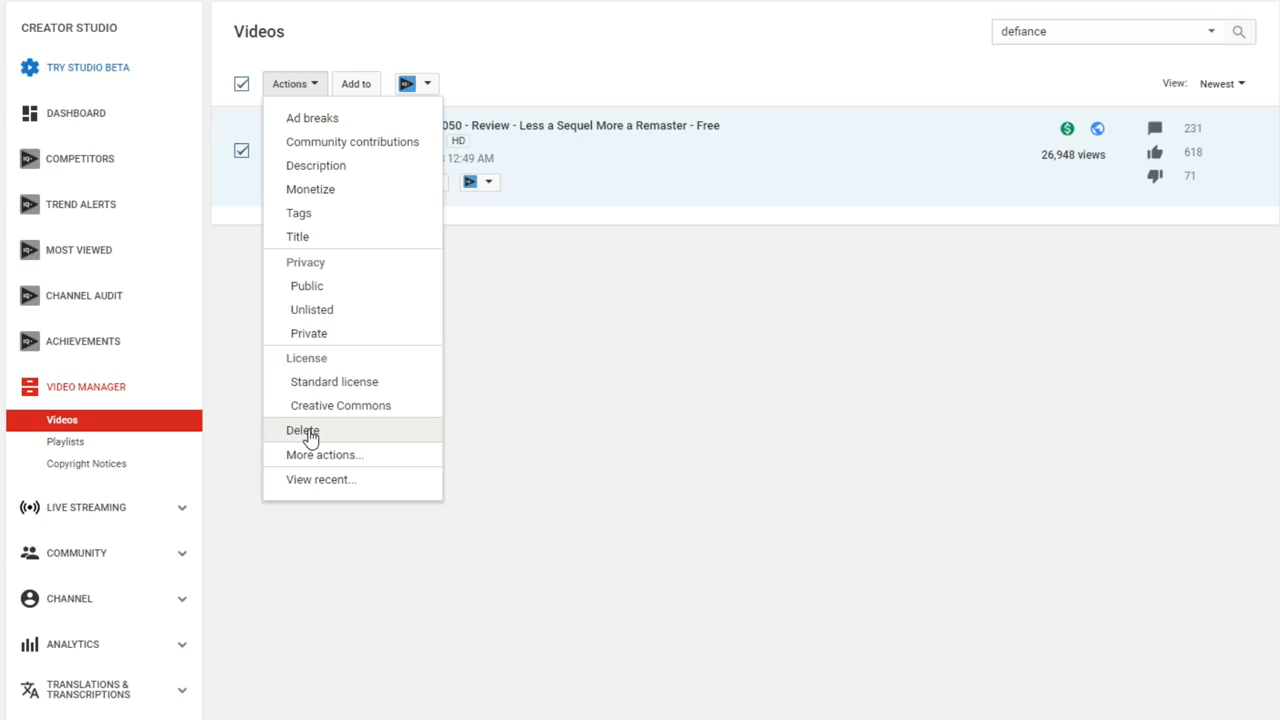 CREATOR STUDIO
TRY STUDIO BETA
DASHBOARD
COMPETITORS
TREND ALERTS
MOST VIEWED
CHANNEL AUDIT
ACHIEVEMENTS
VIDEO MANAGER
Videos
Playlists
Copyright Notices
LIVE STREAMING
COMMUNITY
CHANNEL
ANALYTICS
TRANSLATIONS &
TRANSCRIPTIONS
Videos
defiance
Actions
Add to
View: Newest
Ad breaks
Community contributions
Description
Monetize
Tags
Title
Privacy
Public
Unlisted
Private
License
Standard license
Creative Commons
Delete
More actions...
View recent...
050 - Review - Less a Sequel More a Remaster - Free
HD
12:49 AM
26,948 views
231
618
71